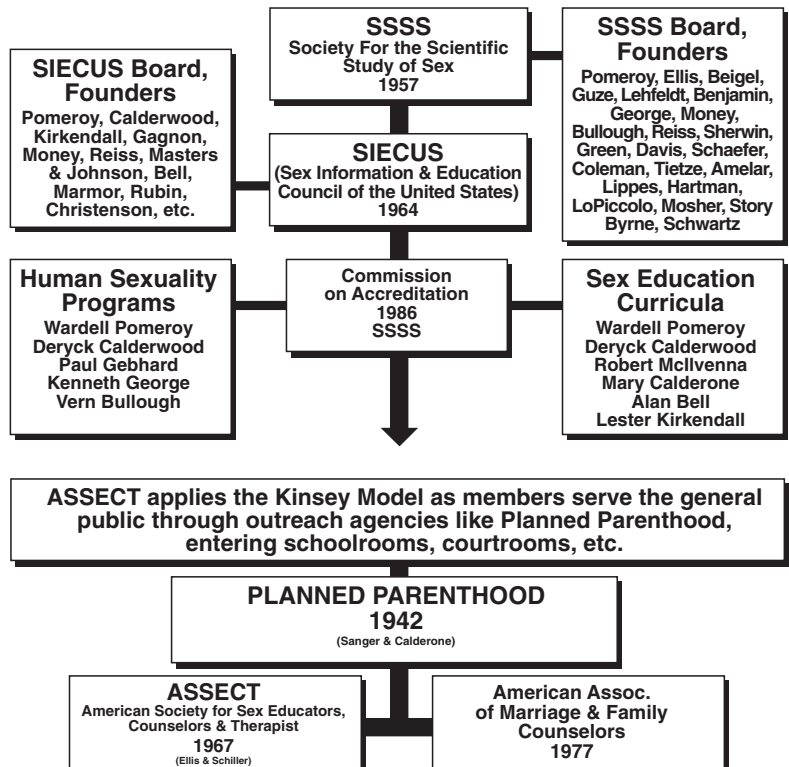 SSSS
Society For the Scientific
Study of Sex
1957
SSSS Board,
Founders
Pomeroy, Ellis, Beigel,
Guze, Lehfeldt, Benjamin,
George, Money,
Bullough, Reiss, Sherwin,
Green, Davis, Schaefer,
Coleman, Tietze, Amelar,
Lippes, Hartman,
LoPiccolo, Mosher, Story
Byrne, Schwartz
SIECUS Board,
Founders
Pomeroy, Calderwood,
Kirkendall, Gagnon,
Money, Reiss, Masters
& Johnson, Bell,
Marmor, Rubin,
Christenson, etc.
SIECUS
(Sex Information & Education
Council of the United States)
1964
Human Sexuality
Programs
Wardell Pomeroy
Deryck Calderwood
Paul Gebhard
Kenneth George
Vern Bullough
Commission
on Accreditation
1986
SSSS
Sex Education
Curricula
Wardell Pomeroy
Deryck Calderwood
Robert McIlvenna
Mary Calderone
Alan Bell
Lester Kirkendall
ASSECT applies the Kinsey Model as members serve the general
public through outreach agencies like Planned Parenthood,
entering schoolrooms, courtrooms, etc.
PLANNED PARENTHOOD
1942
(Sanger & Calderone)
ASSECT
American Society for Sex Educators,
Counselors & Therapist
1967
(Ellis & Schiller)
American Assoc.
of Marriage & Family
Counselors
1977